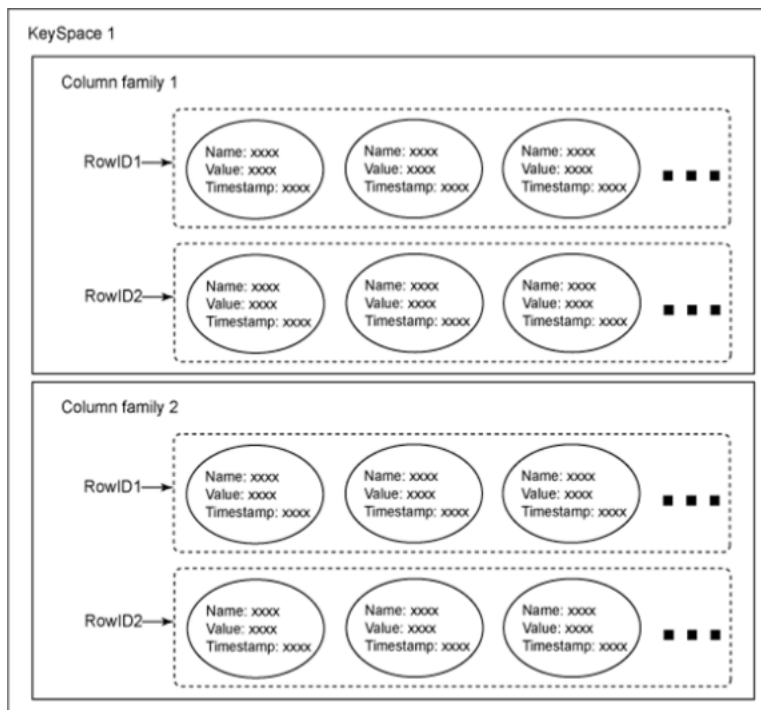 KeySpace 1
Column family 1
RowID1
Name: xxxx
Value: xxxx
Timestamp: xxxx
Name: xxxx
Value: xxxx
Timestamp: xxxx
Name: xxxx
Value: xxxx
Timestamp: xxxx
RowID2
Name: xxxx
Value: xxxx
Timestamp: xxxx
Name: xxxx
Value: xxxx
Timestamp: xxxx
Name: xxxx
Value: xxxx
Timestamp: xxxx
Column family 2
RowID1
Name: xxxx
Value: xxxx
Timestamp: xxxx
Name: xxxx
Value: xxxx
Timestamp: xxxx
Name: xxxx
Value: xxxx
Timestamp: xxxx
RowID2
Name: xxxx
Value: xxxx
Timestamp: xxxx
Name: xxxx
Value: xxxx
Timestamp: xxxx
Name: xxxx
Value: xxxx
Timestamp: xxxx